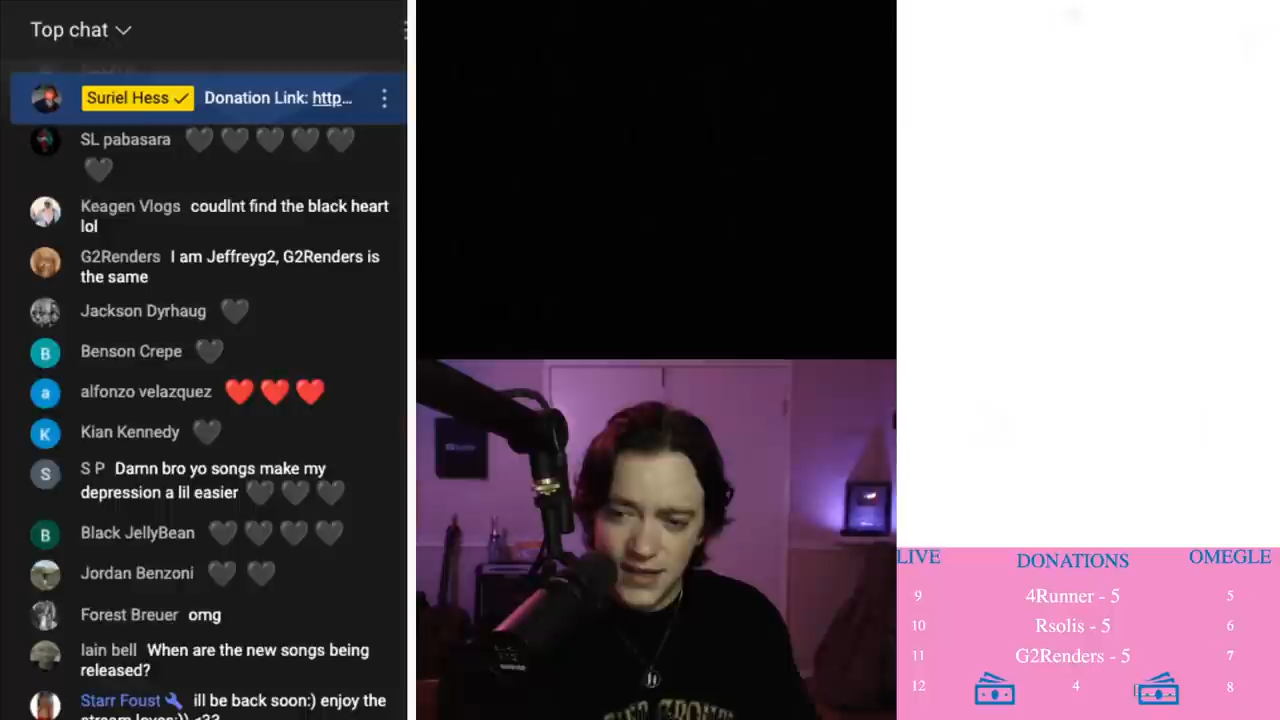 Top chat
Suriel Hess Donation Link: http...
SL pabasara 🖤 🖤 🖤 🖤 🖤
🖤
Keagen Vlogs coudlnt find the black heart
lol
G2Renders I am Jeffreyg2, G2Renders is
the same
Jackson Dyrhaug 🖤
B Benson Crepe 🖤
a alfonzo velazquez ❤️ ❤️ ❤️
K Kian Kennedy 🖤
S S P Damn bro yo songs make my
depression a lil easier 🖤 🖤 🖤
B Black JellyBean 🖤 🖤 🖤 🖤
Jordan Benzoni 🖤 🖤
Forest Breuer omg
Iain bell When are the new songs being
released?
Starr Foust ill be back soon:) enjoy the
stream loves:)) <33
LIVE DONATIONS OMEGLE
9 4Runner - 5 5
10 Rsolis - 5 6
11 G2Renders - 5 7
12 4 8